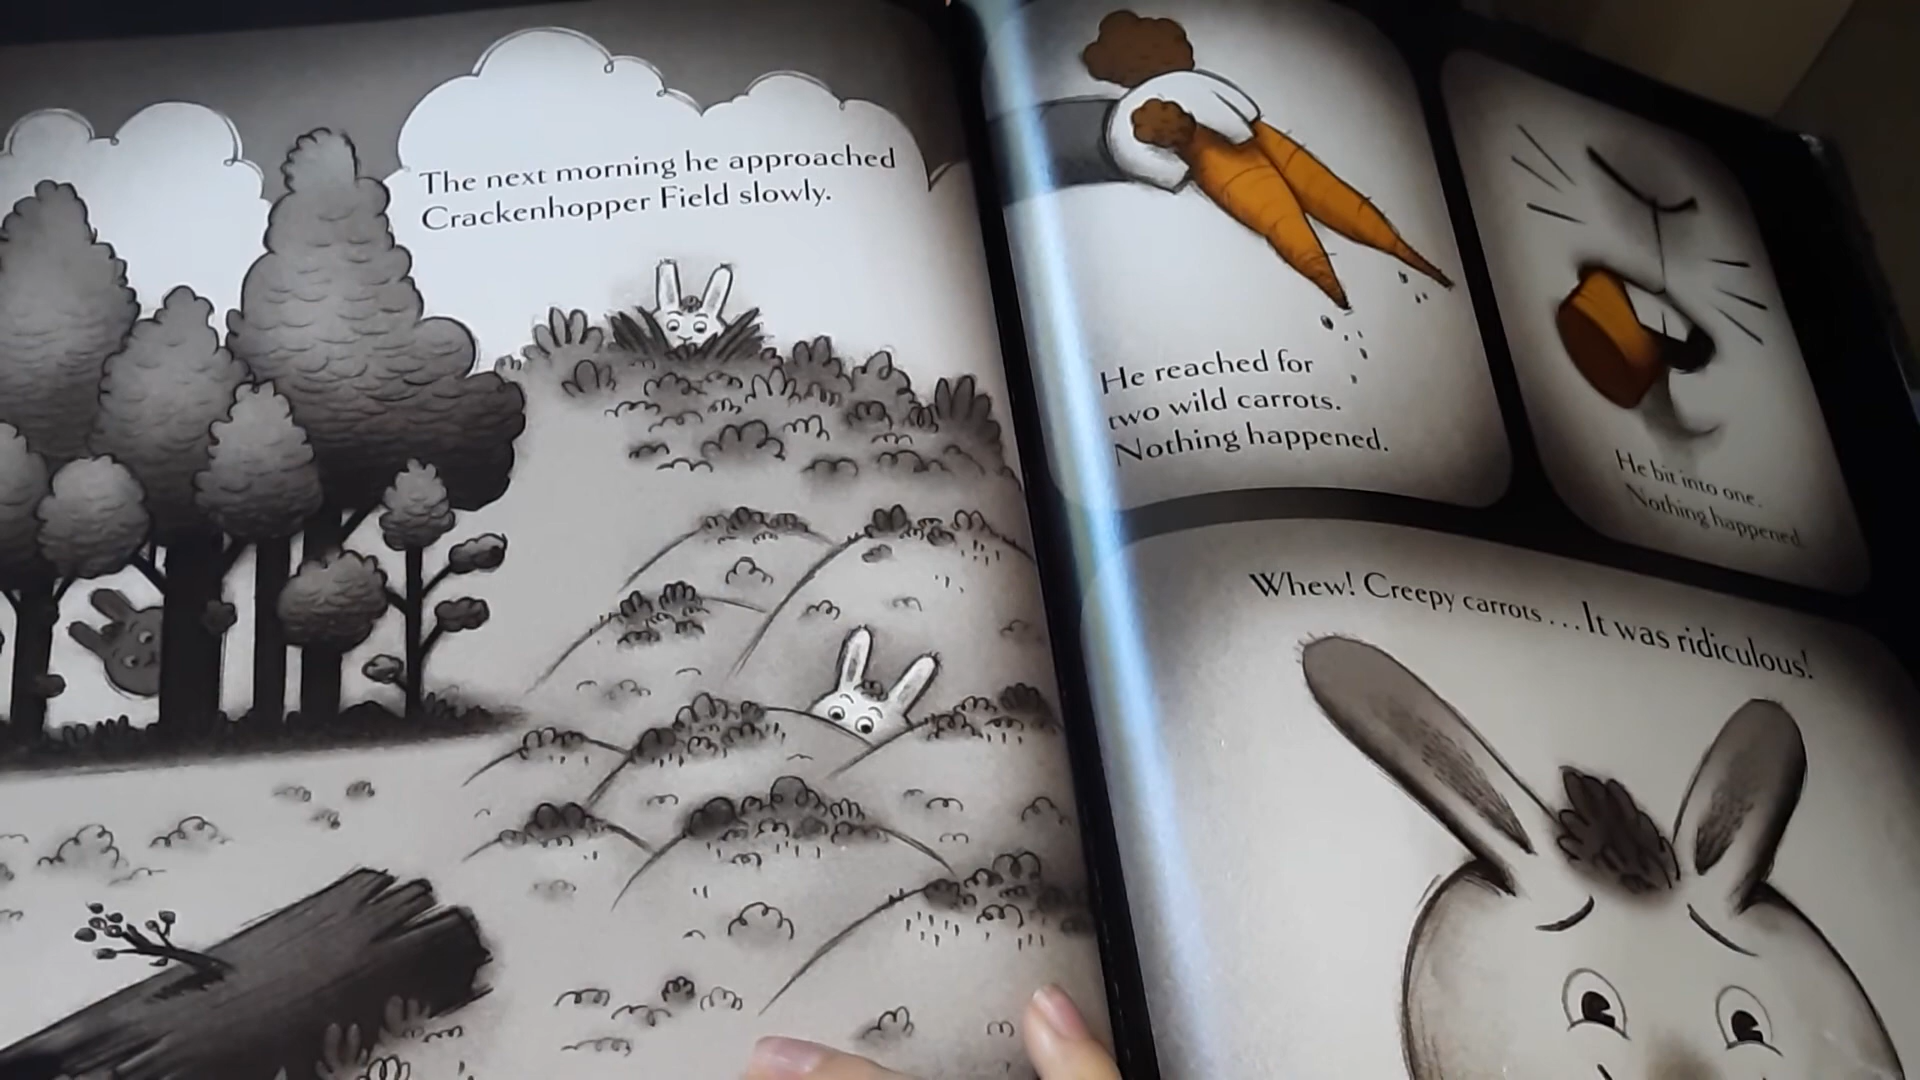 The next morning he approached
Crackenhopper Field slowly.
He reached for
two wild carrots.
Nothing happened.
He bit into one.
Nothing happened.
Whew! Creepy carrots . . . It was ridiculous!